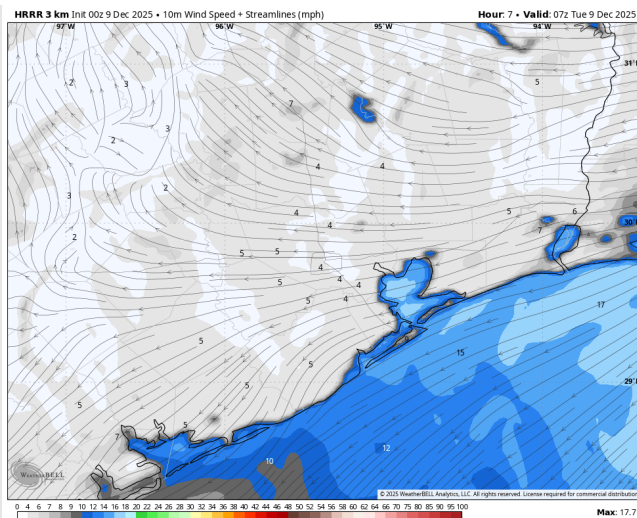 HRRR 3 km Init 00z 9 Dec 2025 • 10m Wind Speed + Streamlines (mph)
Hour: 7 • Valid: 07z Tue 9 Dec 2025
97°W 96°W 95°W 94°W
31°
2 3 7 5
3
2 4 4
3 2
4 5 6
2 4 7 30°
5 5
4 4
5 5 4 4
17
5 9
15
5 29°
5
5
7 5
10 12
WEATHERBELL
© 2025 WeatherBELL Analytics, LLC. All rights reserved. License required for commercial distribution
0 4 6 7 8 9 10 12 14 16 18 20 22 24 26 28 30 32 34 36 38 40 42 44 46 48 50 52 54 56 58 60 62 64 66 70 75 80 85 90 95 100
Max: 17.7